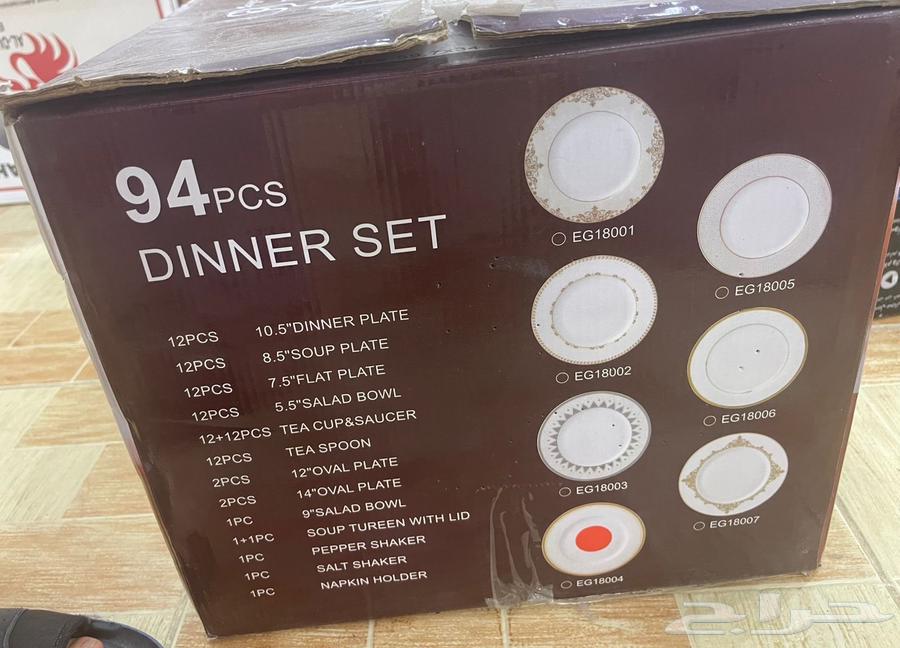 94PCS
DINNER SET
12PCS 10.5"DINNER PLATE
12PCS 8.5"SOUP PLATE
12PCS 7.5"FLAT PLATE
12PCS 5.5"SALAD BOWL
12+12PCS TEA CUP&SAUCER
12PCS TEA SPOON
2PCS 12"OVAL PLATE
2PCS 14"OVAL PLATE
1PC 9"SALAD BOWL
1+1PC SOUP TUREEN WITH LID
1PC PEPPER SHAKER
1PC SALT SHAKER
1PC NAPKIN HOLDER
EG18001
EG18002
EG18003
EG18004
EG18005
EG18006
EG18007
حراج